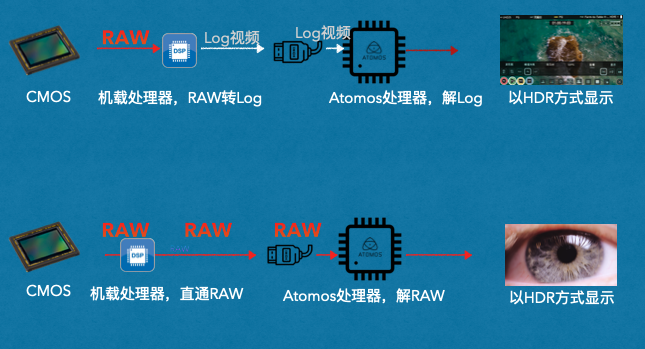 RAW
Log视频
Log视频
DSP
ATOMOS
CMOS
机载处理器，RAW转Log
Atomos处理器，解Log
以HDR方式显示
RAW
RAW
RAW
RAW
DSP
ATOMOS
CMOS
机载处理器，直通RAW
Atomos处理器，解RAW
以HDR方式显示